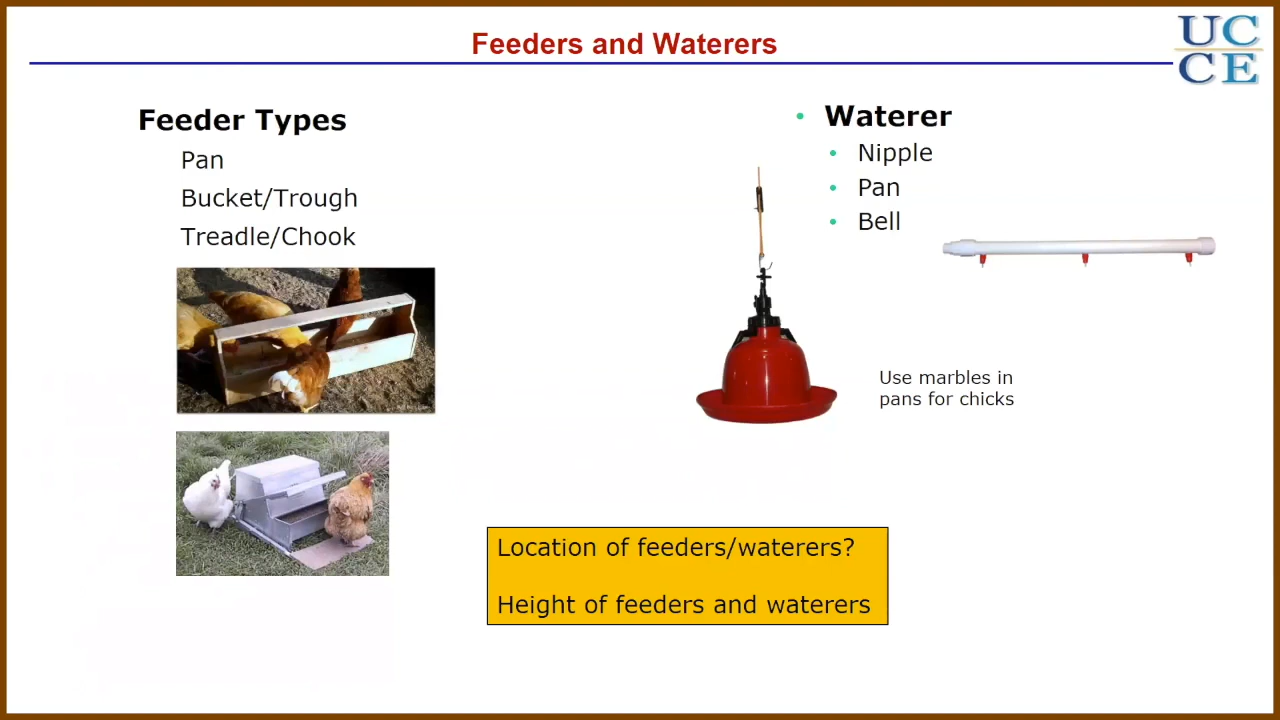 Feeders and Waterers
UC
CE
Feeder Types
Pan
Bucket/Trough
Treadle/Chook
• Waterer
• Nipple
• Pan
• Bell
Use marbles in
pans for chicks
Location of feeders/waterers?
Height of feeders and waterers